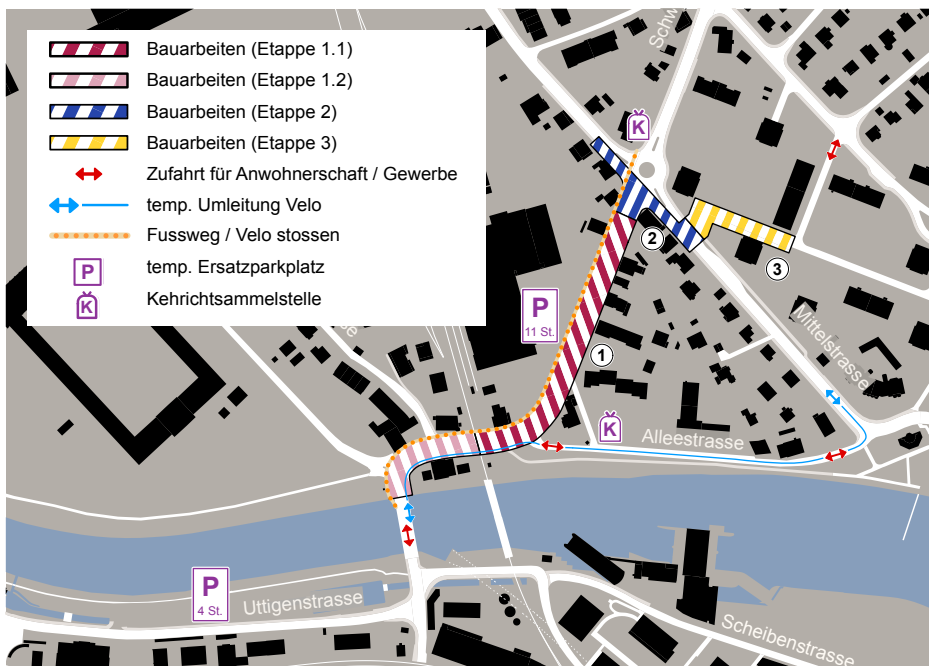 Bauarbeiten (Etappe 1.1)
Bauarbeiten (Etappe 1.2)
Bauarbeiten (Etappe 2)
Bauarbeiten (Etappe 3)
Zufahrt für Anwohnerschaft / Gewerbe
temp. Umleitung Velo
Fussweg / Velo stossen
P temp. Ersatzparkplatz
K Kehrichtsammelstelle
Schw
K
2
3
P
11 St.
1
Mittelstrasse
K
Alleestrasse
P
4 St.
Uttigenstrasse
Scheibenstrasse